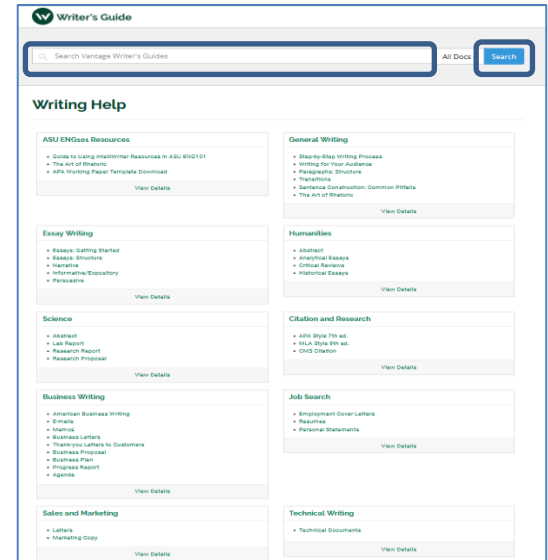 Writer's Guide
Search Vantage Writer's Guides
All Docs
Search
Writing Help
ASU ENG101 Resources
Guide to Using IntelliWriter Resources in ASU ENG101
The Art of Rhetoric
APA Working Paper Template Download
View Details
General Writing
Step-by-Step Writing Process
Writing for Your Audience
Paragraphs: Structure
Transitions
Sentence Construction: Common Pitfalls
The Art of Rhetoric
View Details
Essay Writing
Essays: Getting Started
Essays: Structure
Narrative
Informative/Expository
Persuasive
View Details
Humanities
Abstract
Analytical Essays
Critical Reviews
Historical Essays
View Details
Science
Abstract
Lab Report
Research Report
Research Proposal
View Details
Citation and Research
APA Style 7th ed.
MLA Style 9th ed.
CMS Citation
View Details
Business Writing
American Business Writing
E-mails
Memos
Business Letters
Thank-you Letters to Customers
Business Proposal
Business Plan
Progress Report
Agenda
View Details
Job Search
Employment Cover Letters
Resumes
Personal Statements
View Details
Sales and Marketing
Letters
Marketing Copy
View Details
Technical Writing
Technical Documents
View Details